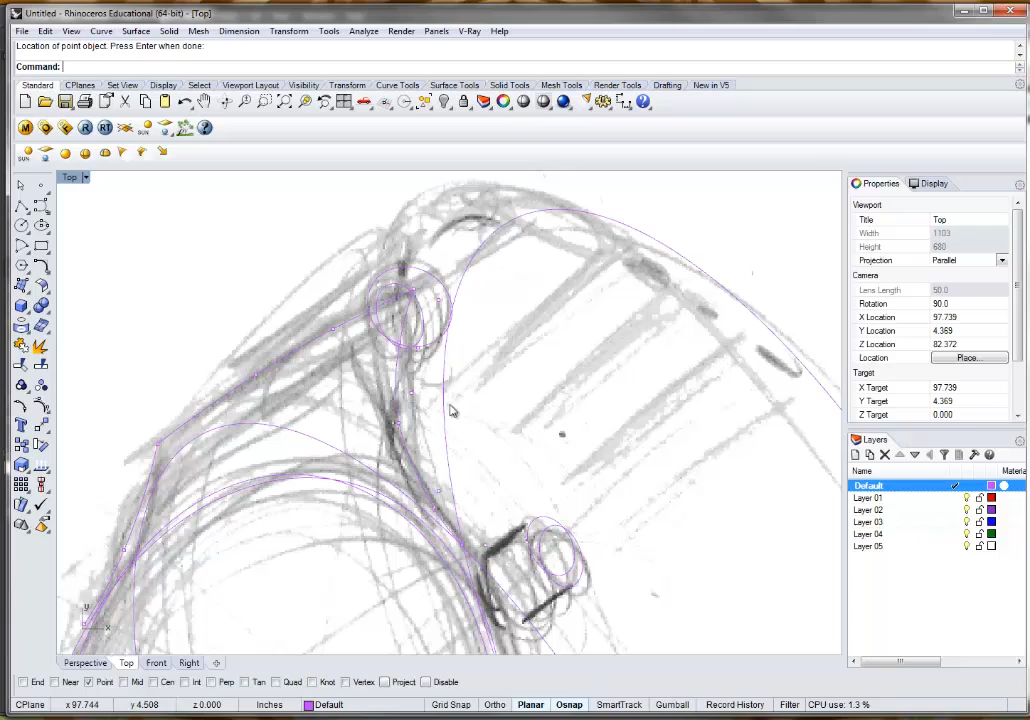 Untitled - Rhinoceros Educational (64-bit) - [Top]
File Edit View Curve Surface Solid Mesh Dimension Transform Tools Analyze Render Panels V-Ray Help
Location of point object. Press Enter when done:
Command:
Standard CPlanes Set View Display Select Viewport Layout Visibility Transform Curve Tools Surface Tools Solid Tools Mesh Tools Render Tools Drafting New in V5
M R RT SUN
SUN
Top
Properties Display
Viewport
Title Top
Width 1103
Height 680
Projection Parallel
Camera
Lens Length 50.0
Rotation 90.0
X Location 97.739
Y Location 4.369
Z Location 82.372
Location Place...
Target
X Target 97.739
Y Target 4.369
Z Target 0.000
Layers
Name Materia
Default
Layer 01
Layer 02
Layer 03
Layer 04
Layer 05
y
x
Perspective Top Front Right
End Near Point Mid Cen Int Perp Tan Quad Knot Vertex Project Disable
CPlane x 97.744 y 4.508 z 0.000 Inches Default Grid Snap Ortho Planar Osnap SmartTrack Gumball Record History Filter CPU use: 1.3 %